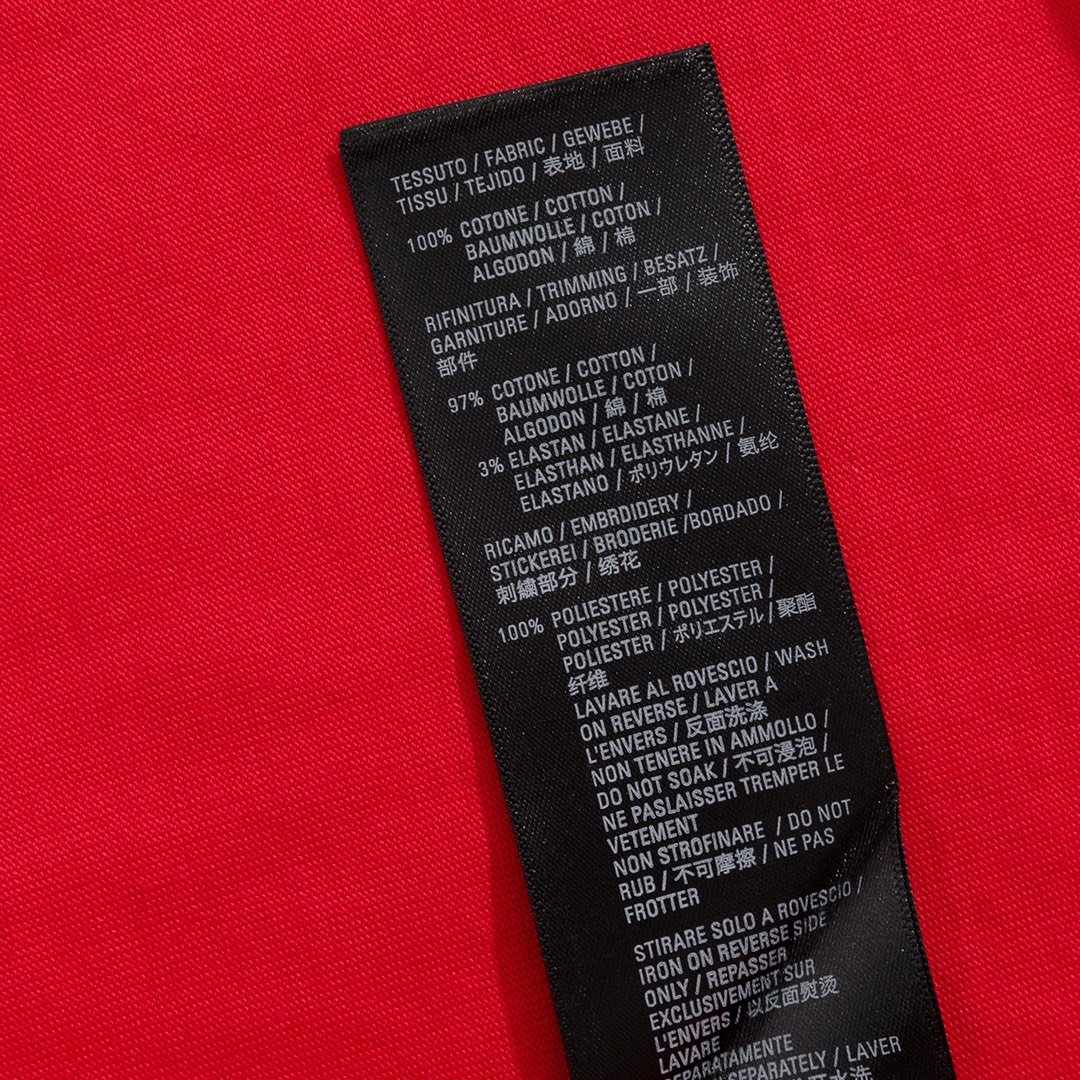 TESSUTO / FABRIC / GEWEBE /
TISSU / TEJIDO / 表地 / 面料
100% COTONE / COTTON /
BAUMWOLLE / COTON /
ALGODON / 綿 / 棉
RIFINITURA / TRIMMING / BESATZ /
GARNITURE / ADORNO / 一部 / 装饰
部件
97% COTONE / COTTON /
BAUMWOLLE / COTON /
ALGODON / 綿 / 棉
3% ELASTAN / ELASTANE /
ELASTHAN / ELASTHANNE /
ELASTANO / ポリウレタン / 氨纶
RICAMO / EMBRDIDERY /
STICKEREI / BRODERIE /BORDADO /
刺繍部分 / 绣花
100% POLIESTERE / POLYESTER /
POLYESTER / POLYESTER /
POLIESTER / ポリエステル / 聚酯
纤维
LAVARE AL ROVESCIO / WASH
ON REVERSE / LAVER A
L'ENVERS / 反面洗涤
NON TENERE IN AMMOLLO /
DO NOT SOAK / 不可浸泡 /
NE PASLAISSER TREMPER LE
VETEMENT
NON STROFINARE / DO NOT
RUB / 不可摩擦 / NE PAS
FROTTER
STIRARE SOLO A ROVESCIO /
IRON ON REVERSE SIDE
ONLY / REPASSER
EXCLUSIVEMENT SUR
L'ENVERS / 以反面熨烫
LAVARE
SEPARATAMENTE
SEPARATELY / LAVER
水洗